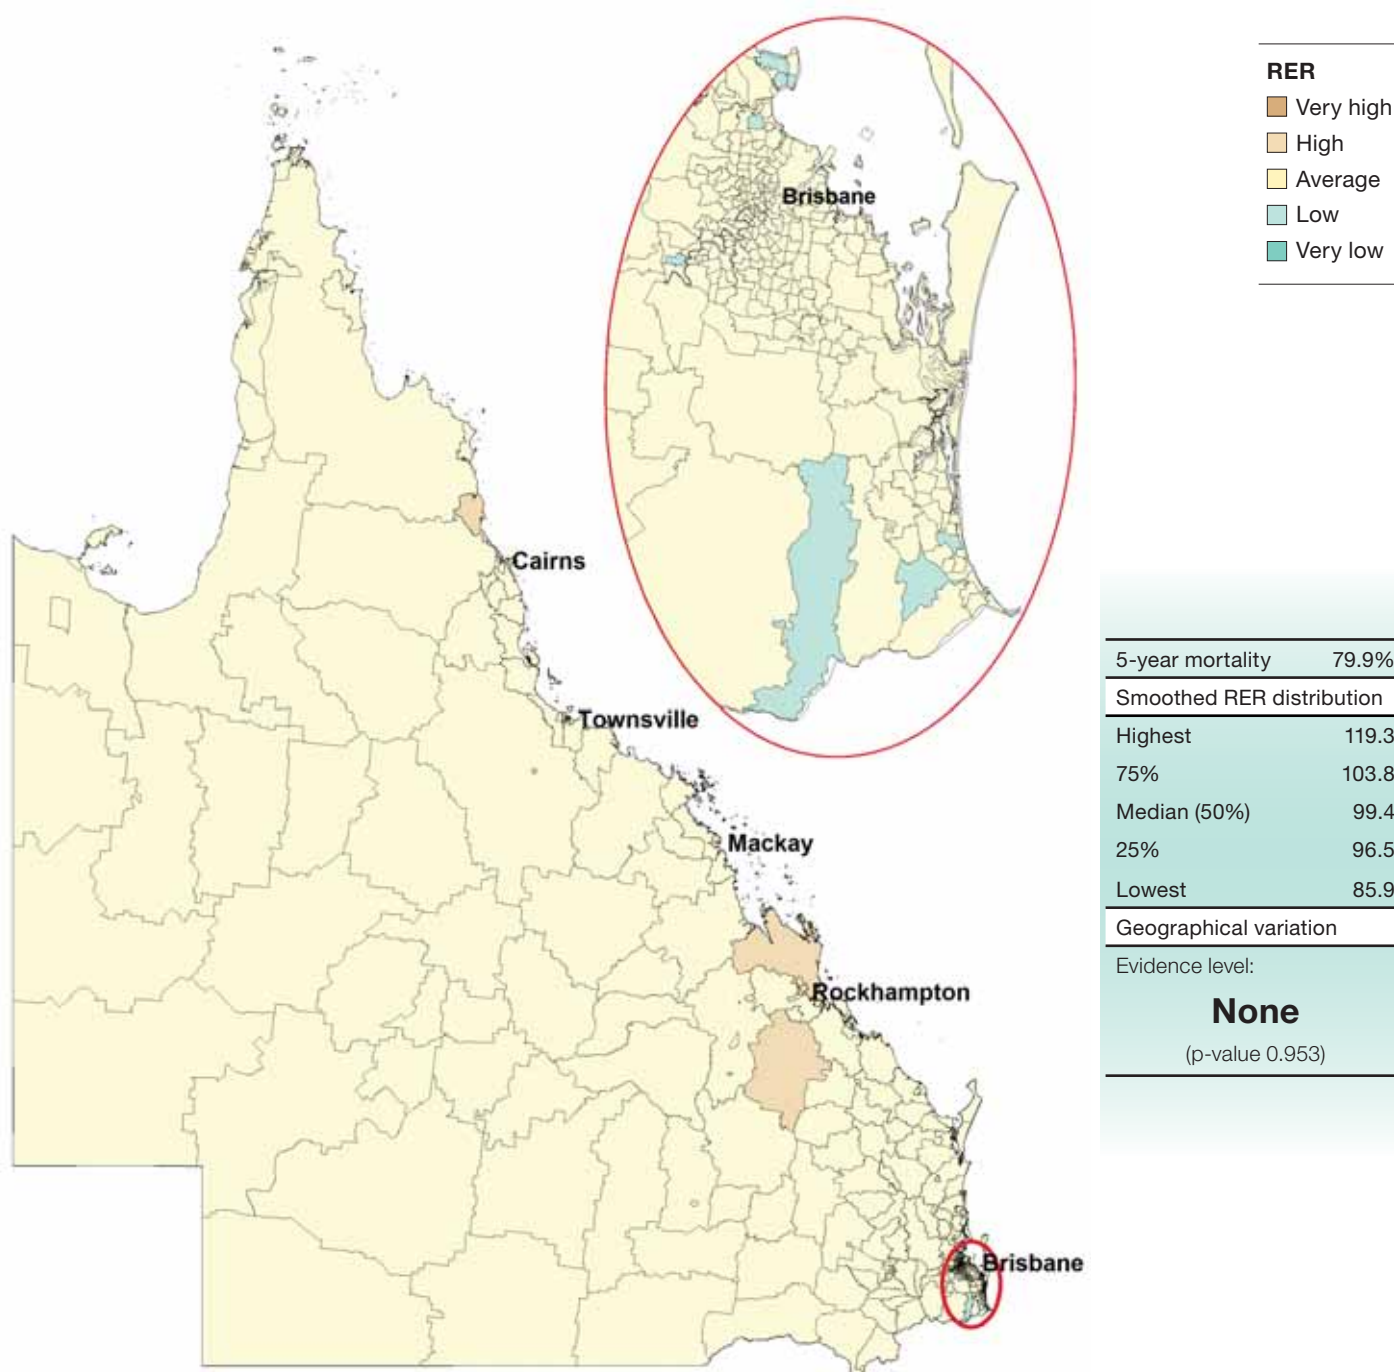 RER
Very high
High
Average
Low
Very low
Brisbane
Cairns
Townsville
Mackay
Rockhampton
Brisbane
5-year mortality 79.9%
Smoothed RER distribution
Highest 119.3
75% 103.8
Median (50%) 99.4
25% 96.5
Lowest 85.9
Geographical variation
Evidence level:
None
(p-value 0.953)